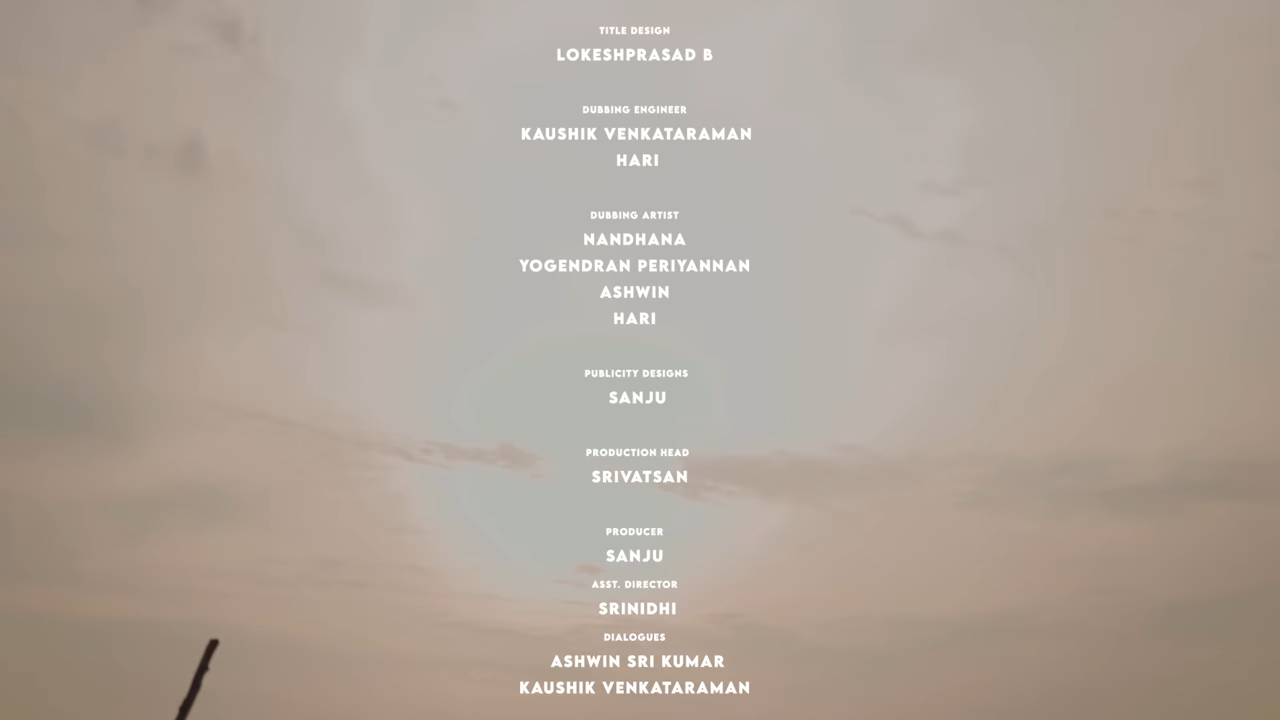 TITLE DESIGN
LOKESHPRASAD B
DUBBING ENGINEER
KAUSHIK VENKATARAMAN
HARI
DUBBING ARTIST
NANDHANA
YOGENDRAN PERIYANNAN
ASHWIN
HARI
PUBLICITY DESIGNS
SANJU
PRODUCTION HEAD
SRIVATSAN
PRODUCER
SANJU
ASST. DIRECTOR
SRINIDHI
DIALOGUES
ASHWIN SRI KUMAR
KAUSHIK VENKATARAMAN